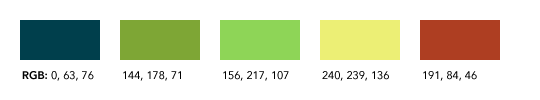 RGB: 0, 63, 76 144, 178, 71 156, 217, 107 240, 239, 136 191, 84, 46